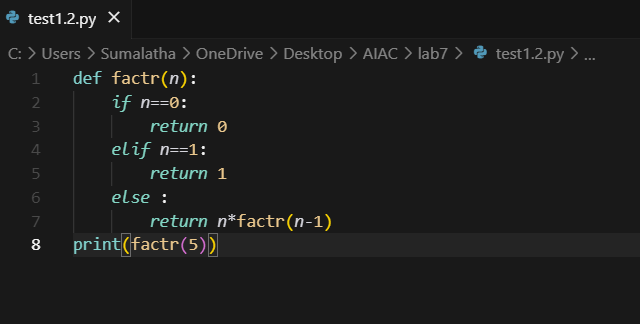 test1.2.py ×
C: > Users > Sumalatha > OneDrive > Desktop > AIAC > lab7 > test1.2.py > ...
1 def factr(n):
2     if n==0:
3         return 0
4     elif n==1:
5         return 1
6     else :
7         return n*factr(n-1)
8 print(factr(5))